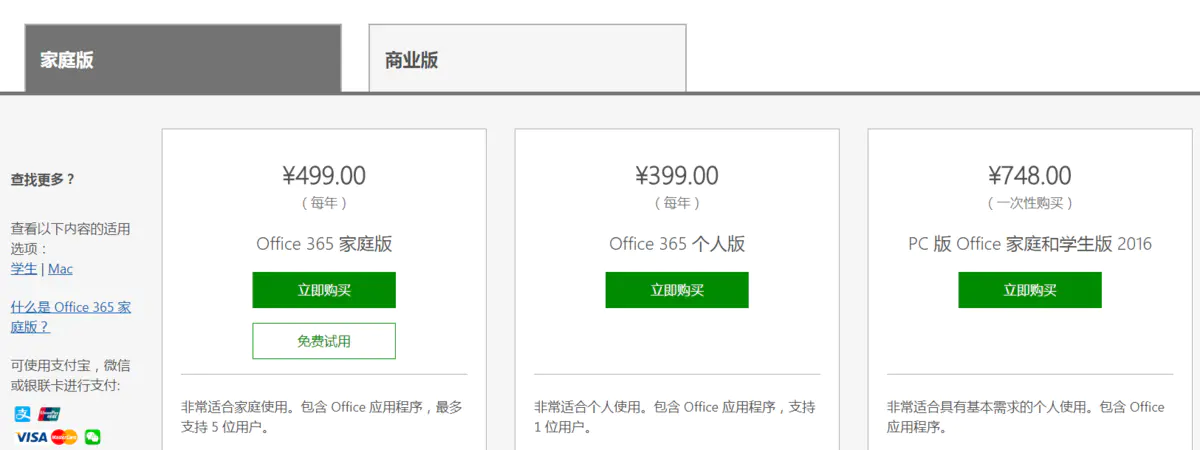 家庭版
商业版
查找更多？
查看以下内容的适用
选项：
学生 | Mac
什么是 Office 365 家
庭版？
可使用支付宝，微信
或银联卡进行支付:
支 UnionPay
VISA MasterCard
¥499.00
（每年）
Office 365 家庭版
立即购买
免费试用
非常适合家庭使用。包含 Office 应用程序，最多
支持 5 位用户。
¥399.00
（每年）
Office 365 个人版
立即购买
非常适合个人使用。包含 Office 应用程序，支持
1 位用户。
¥748.00
（一次性购买）
PC 版 Office 家庭和学生版 2016
立即购买
非常适合具有基本需求的个人使用。包含 Office
应用程序。